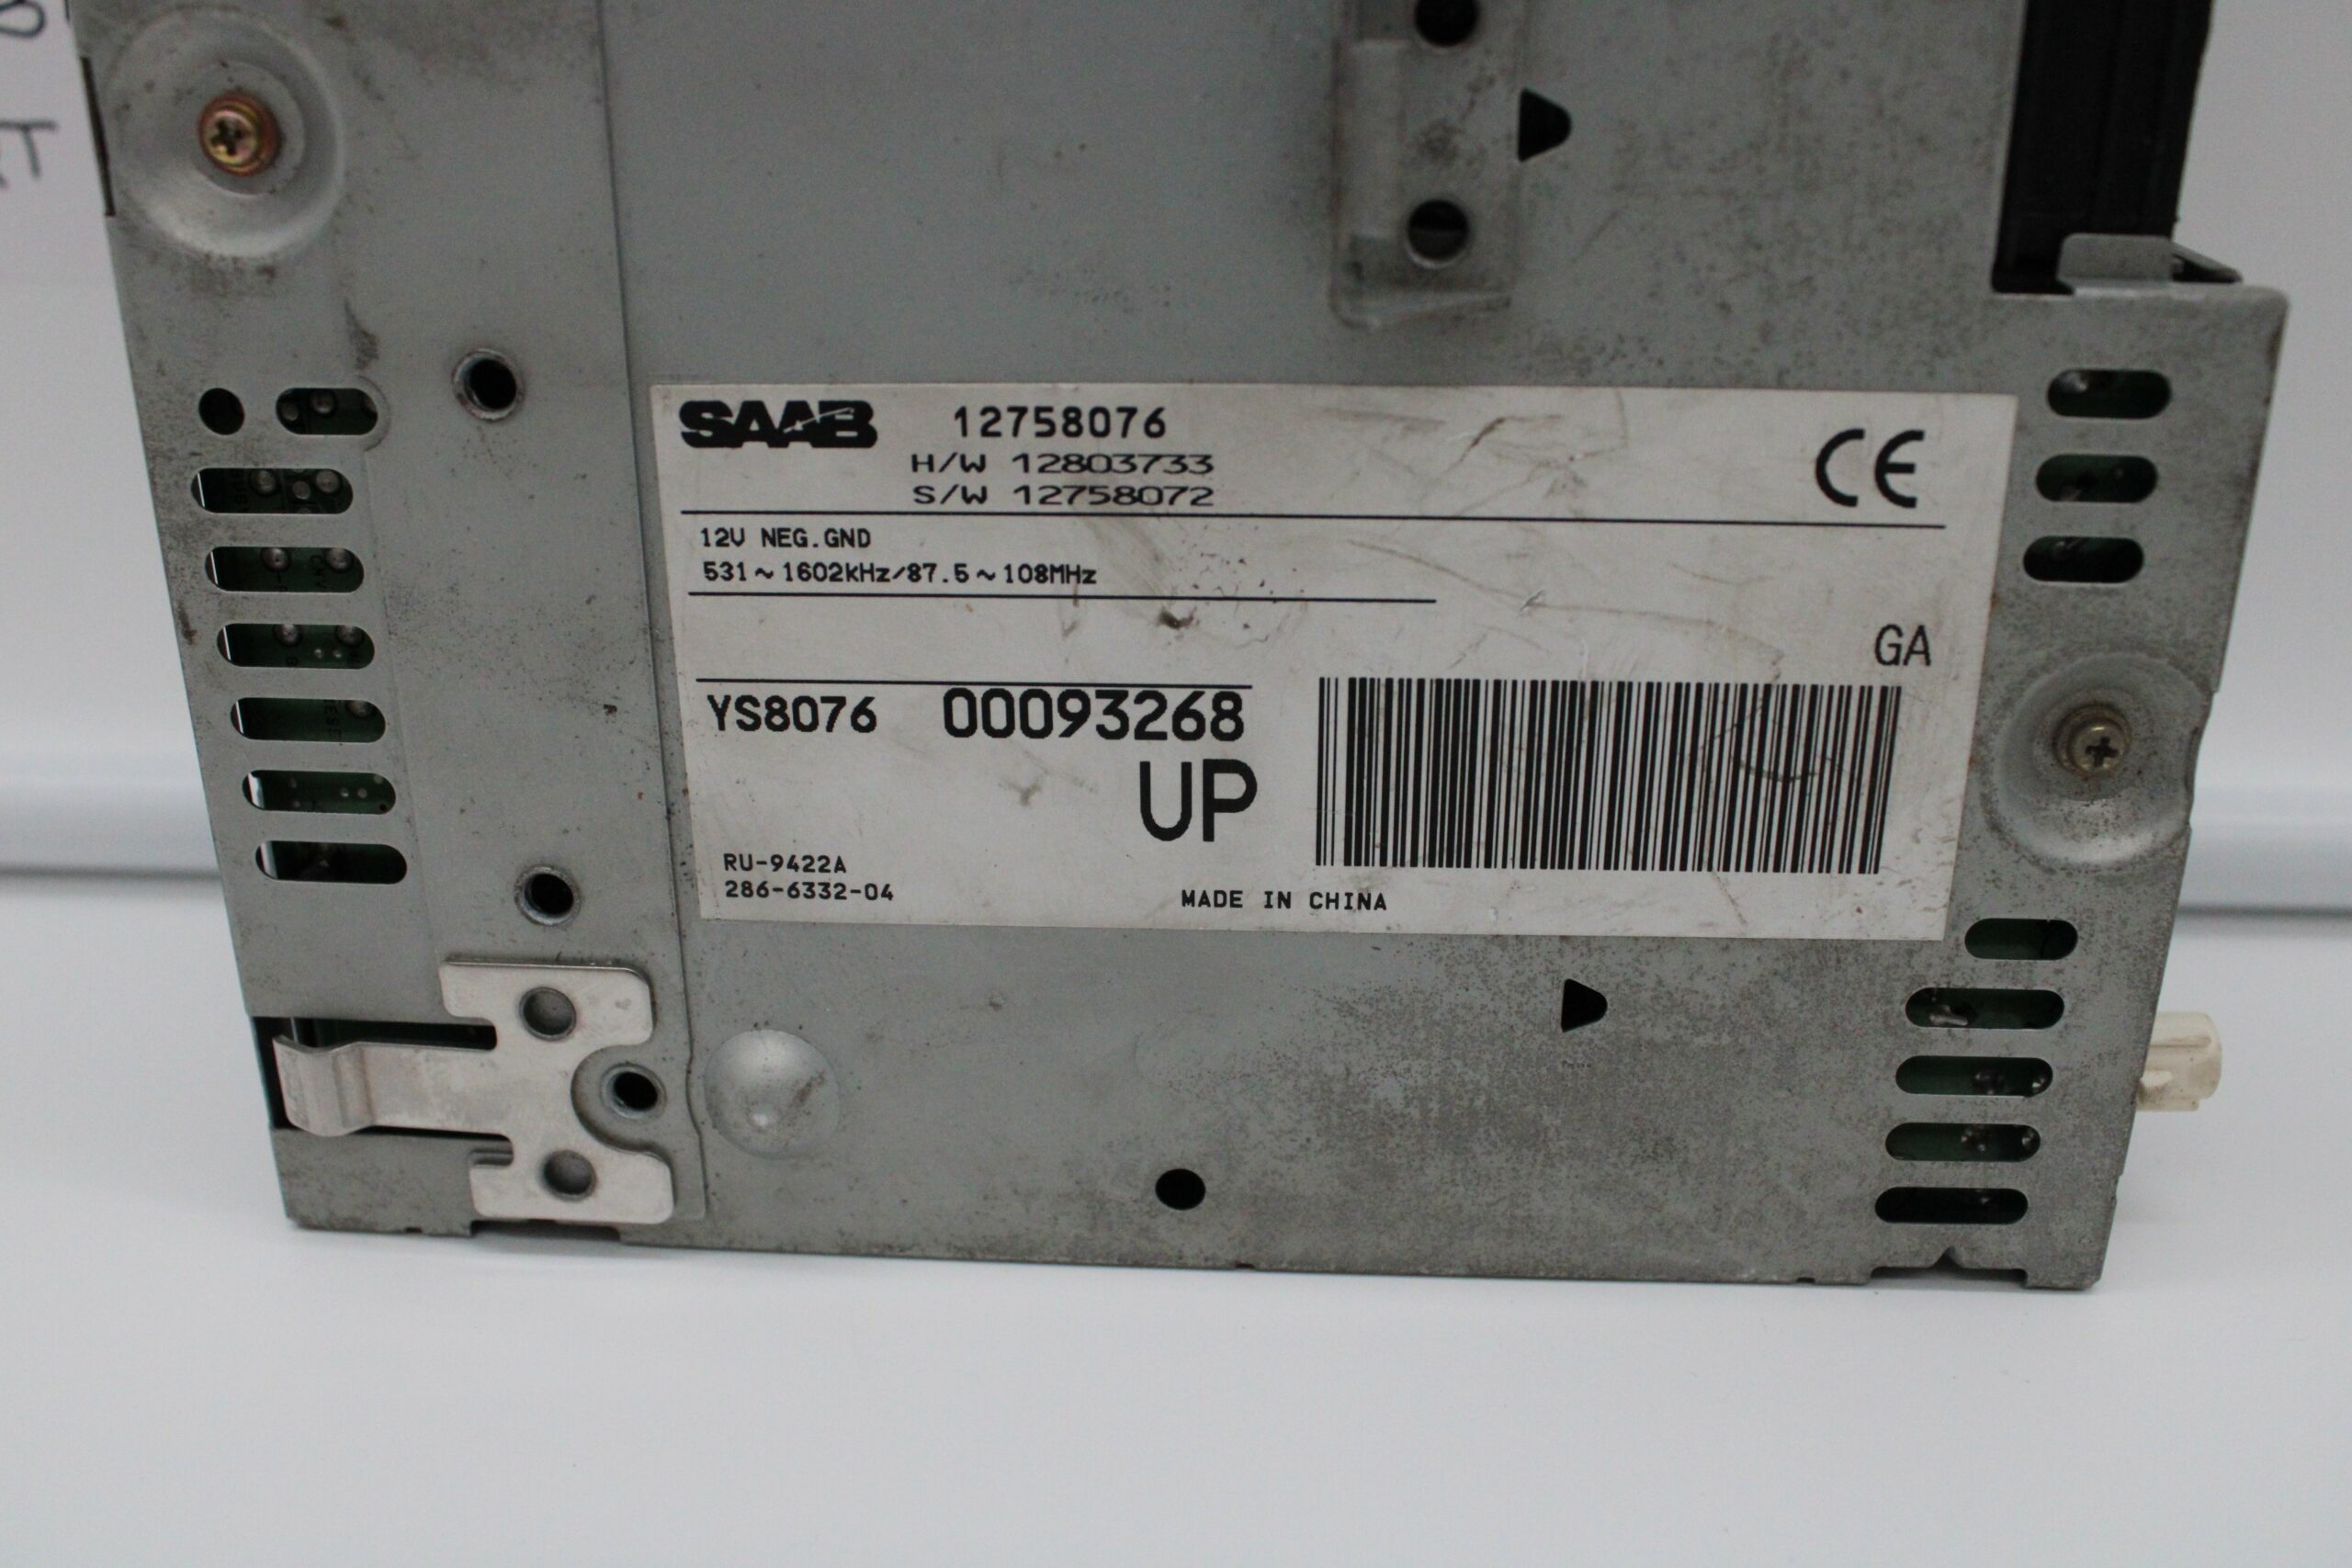 SAAB 12758076
H/W 12803733
S/W 12758072
CE
12V NEG.GND
531~1602kHz/87.5~108MHz
GA
YS8076 00093268
UP
RU-9422A
286-6332-04
MADE IN CHINA